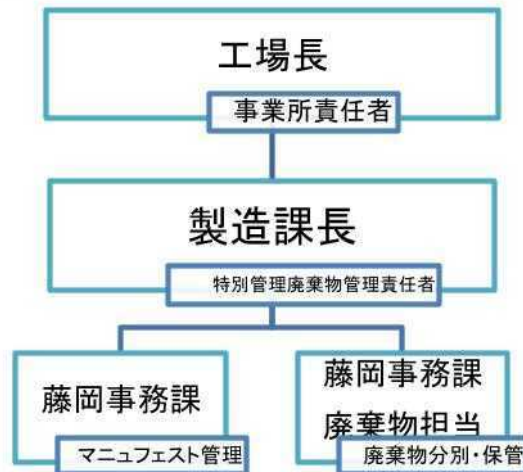 工場長
事業所責任者
製造課長
特別管理廃棄物管理責任者
藤岡事務課
マニュフェスト管理
藤岡事務課
廃棄物担当
廃棄物分別・保管